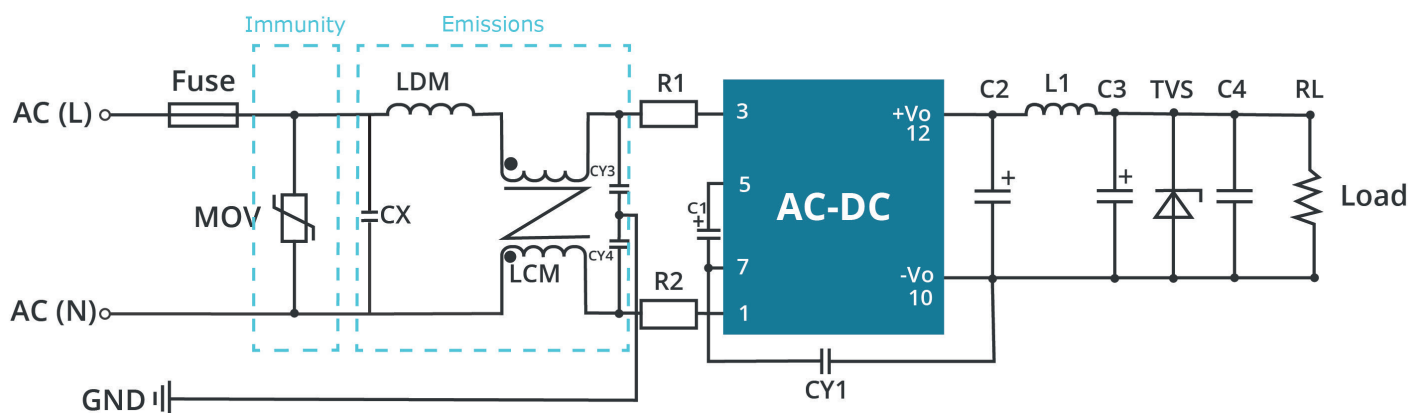 Immunity
Emissions
Fuse
LDM
R1
C2
L1
C3
TVS
C4
RL
AC (L)
3
+Vo
12
CY3
5
MOV
CX
C1
+
AC-DC
+
+
Load
CY4
LCM
7
-Vo
10
R2
AC (N)
1
CY1
GND